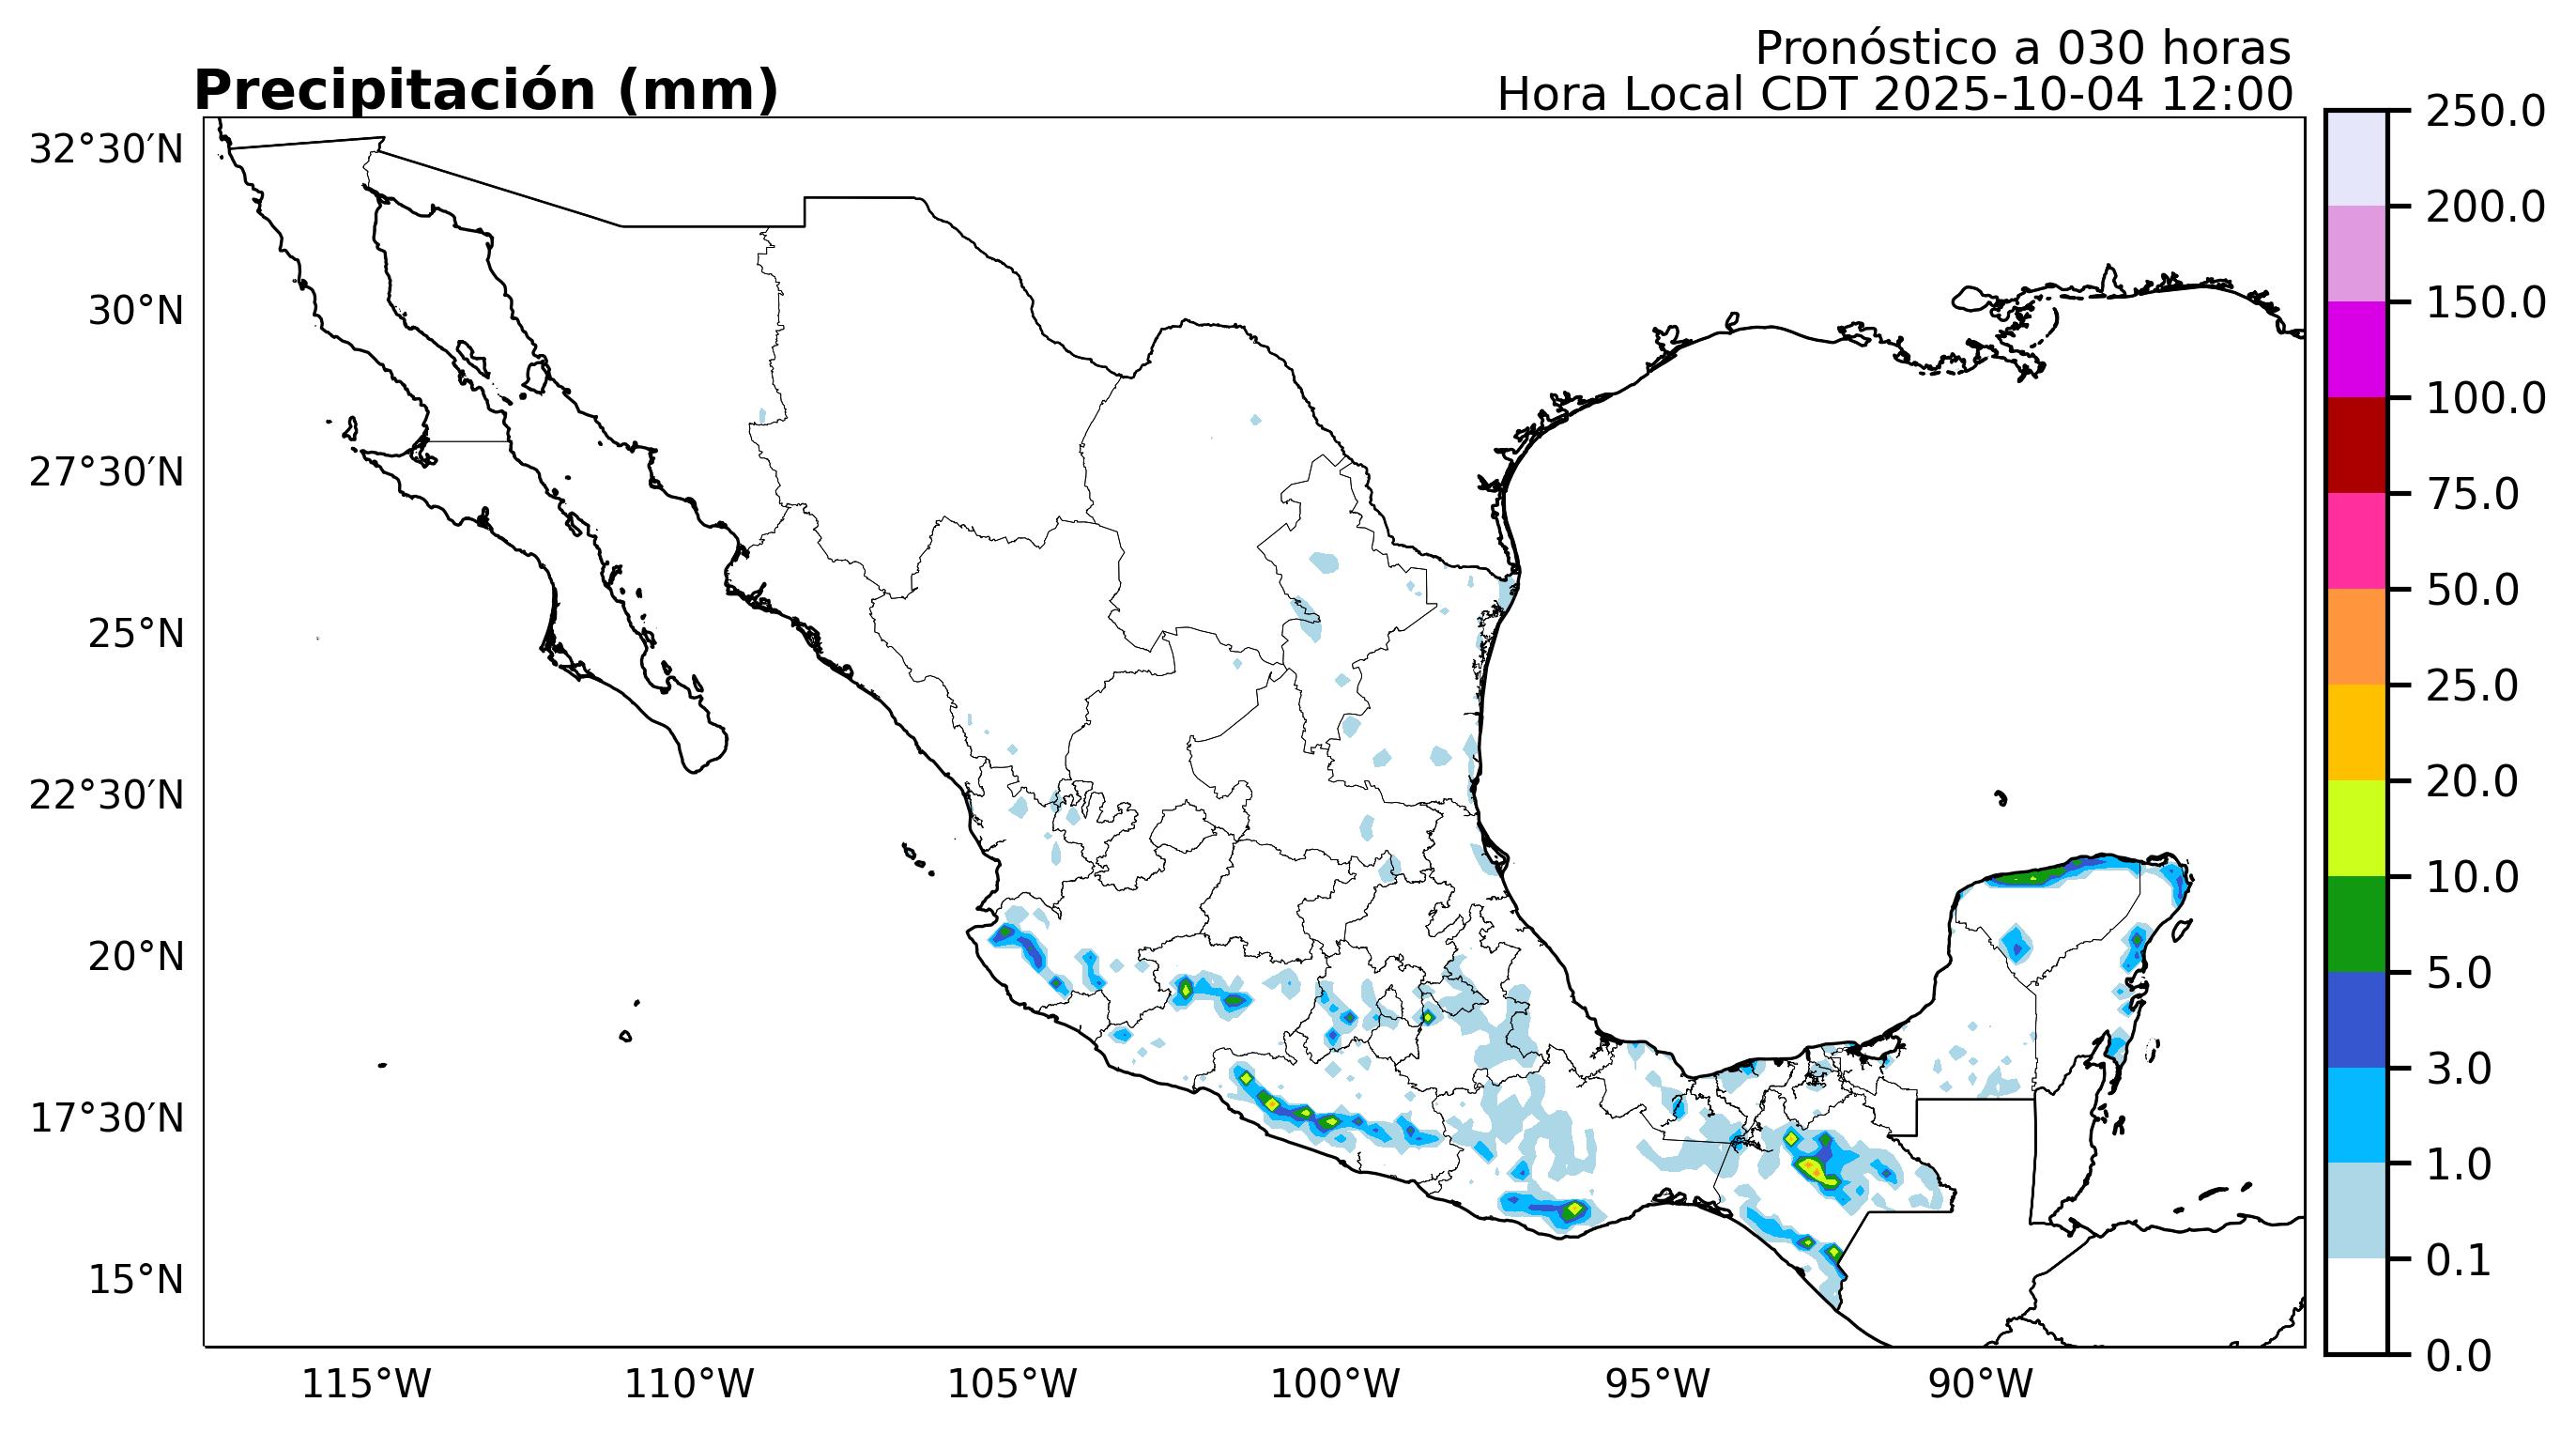 Pronóstico a 030 horas
Precipitación (mm)
Hora Local CDT 2025-10-04 12:00
32°30′N
30°N
27°30′N
25°N
22°30′N
20°N
17°30′N
15°N
115°W
110°W
105°W
100°W
95°W
90°W
250.0
200.0
150.0
100.0
75.0
50.0
25.0
20.0
10.0
5.0
3.0
1.0
0.1
0.0